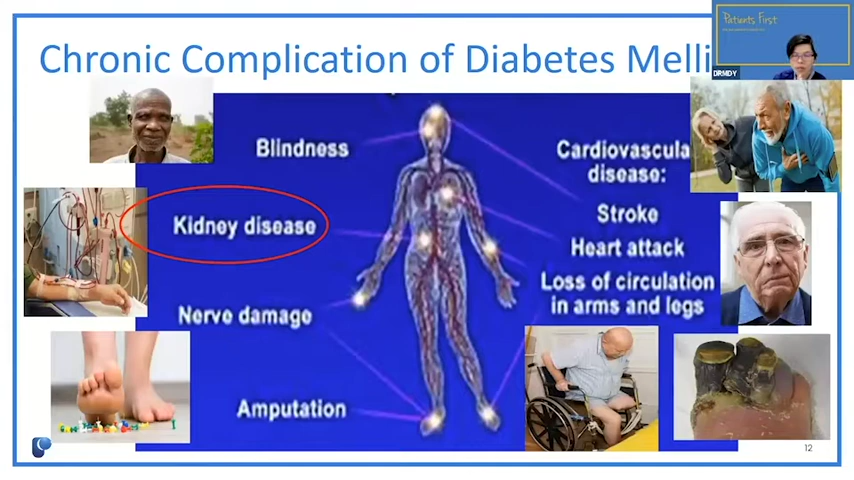 Patients First
DRMDY
Chronic Complication of Diabetes Melli
Blindness
Kidney disease
Nerve damage
Amputation
Cardiovascula
disease:
Stroke
Heart attack
Loss of circulation
in arms and legs
12